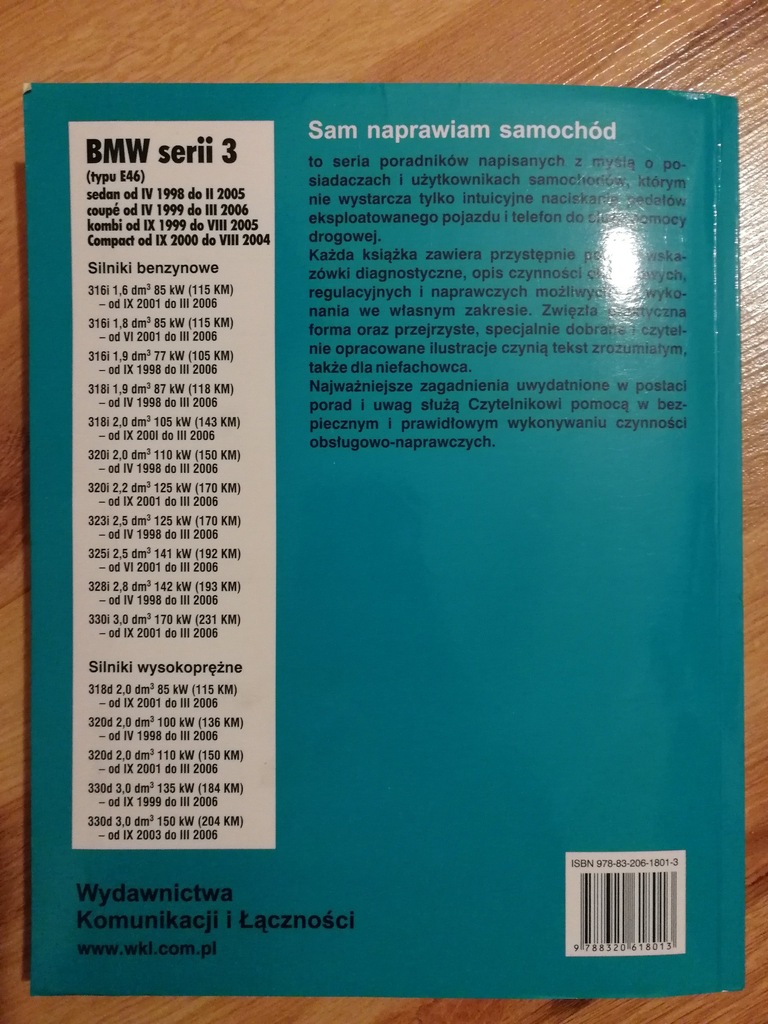 BMW serii 3
(typu E46)
sedan od IV 1998 do II 2005
coupé od IV 1999 do III 2006
kombi od IX 1999 do VIII 2005
Compact od IX 2000 do VIII 2004
Silniki benzynowe
316i 1,6 dm³ 85 kW (115 KM)
– od IX 2001 do III 2006
316i 1,8 dm³ 85 kW (115 KM)
– od VI 2001 do III 2006
316i 1,9 dm³ 77 kW (105 KM)
– od IX 1998 do III 2006
318i 1,9 dm³ 87 kW (118 KM)
– od IV 1998 do III 2006
318i 2,0 dm³ 105 kW (143 KM)
– od IX 200I do III 2006
320i 2,0 dm³ 110 kW (150 KM)
– od IV 1998 do III 2006
320i 2,2 dm³ 125 kW (170 KM)
– od IX 2001 do III 2006
323i 2,5 dm³ 125 kW (170 KM)
– od IV 1998 do III 2006
325i 2,5 dm³ 141 kW (192 KM)
– od VI 2001 do III 2006
328i 2,8 dm³ 142 kW (193 KM)
– od IV 1998 do III 2006
330i 3,0 dm³ 170 kW (231 KM)
– od IX 2001 do III 2006
Silniki wysokoprężne
318d 2,0 dm³ 85 kW (115 KM)
– od IX 2001 do III 2006
320d 2,0 dm³ 100 kW (136 KM)
– od IV 1998 do III 2006
320d 2,0 dm³ 110 kW (150 KM)
– od IX 2001 do III 2006
330d 3,0 dm³ 135 kW (184 KM)
– od IX 1999 do III 2006
330d 3,0 dm³ 150 kW (204 KM)
– od IX 2003 do III 2006
Sam naprawiam samochód
to seria poradników napisanych z myślą o po-
siadaczach i użytkownikach samochodów, którym
nie wystarcza tylko intuicyjne naciskanie pedałów
eksploatowanego pojazdu i telefon do służb pomocy
drogowej.
Każda książka zawiera przystępnie wska-
zówki diagnostyczne, opis czynności
regulacyjnych i naprawczych możliwych wyko-
nania we własnym zakresie. Zwięzła
forma oraz przejrzyste, specjalnie dobrane i czytel-
nie opracowane ilustracje czynią tekst zrozumiałym,
także dla niefachowca.
Najważniejsze zagadnienia uwydatnione w postaci
porad i uwag służą Czytelnikowi pomocą w bez-
piecznym i prawidłowym wykonywaniu czynności
obsługowo-naprawczych.
Wydawnictwa
Komunikacji i Łączności
www.wkl.com.pl
ISBN 978-83-206-1801-3
9 788320 618013